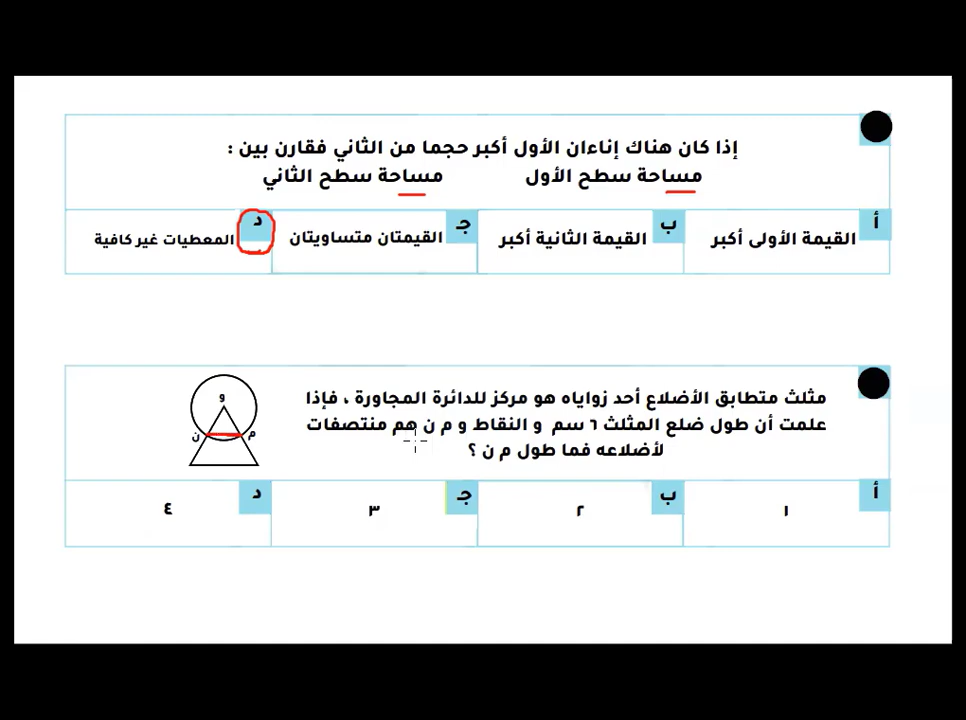 إذا كان هناك إناءان الأول أكبر حجما من الثاني فقارن بين :
مساحة سطح الأول مساحة سطح الثاني
أ القيمة الأولى أكبر ب القيمة الثانية أكبر جـ القيمتان متساويتان د المعطيات غير كافية
مثلث متطابق الأضلاع أحد زواياه هو مركز للدائرة المجاورة ، فإذا
علمت أن طول ضلع المثلث ٦ سم و النقاط و م ن هم منتصفات
لأضلاعه فما طول م ن ؟
و
م ن
أ ١ ب ٢ جـ ٣ د ٤